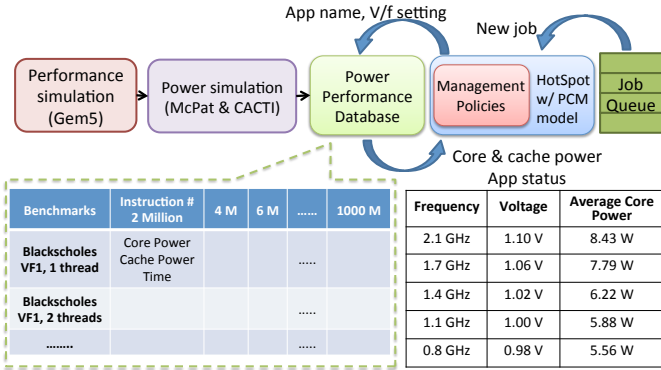 App name, V/f setting
New job
Performance
simulation
(Gem5)
Power simulation
(McPat & CACTI)
Power
Performance
Database
Management
Policies
HotSpot
w/ PCM
model
Job
Queue
Core & cache power
App status
Benchmarks
Instruction #
2 Million
4 M
6 M
......
1000 M
Blackscholes
VF1, 1 thread
Core Power
Cache Power
Time
.....
Blackscholes
VF1, 2 threads
.....
........
.....
Frequency Voltage Average Core
Power
2.1 GHz 1.10 V 8.43 W
1.7 GHz 1.06 V 7.79 W
1.4 GHz 1.02 V 6.22 W
1.1 GHz 1.00 V 5.88 W
0.8 GHz 0.98 V 5.56 W